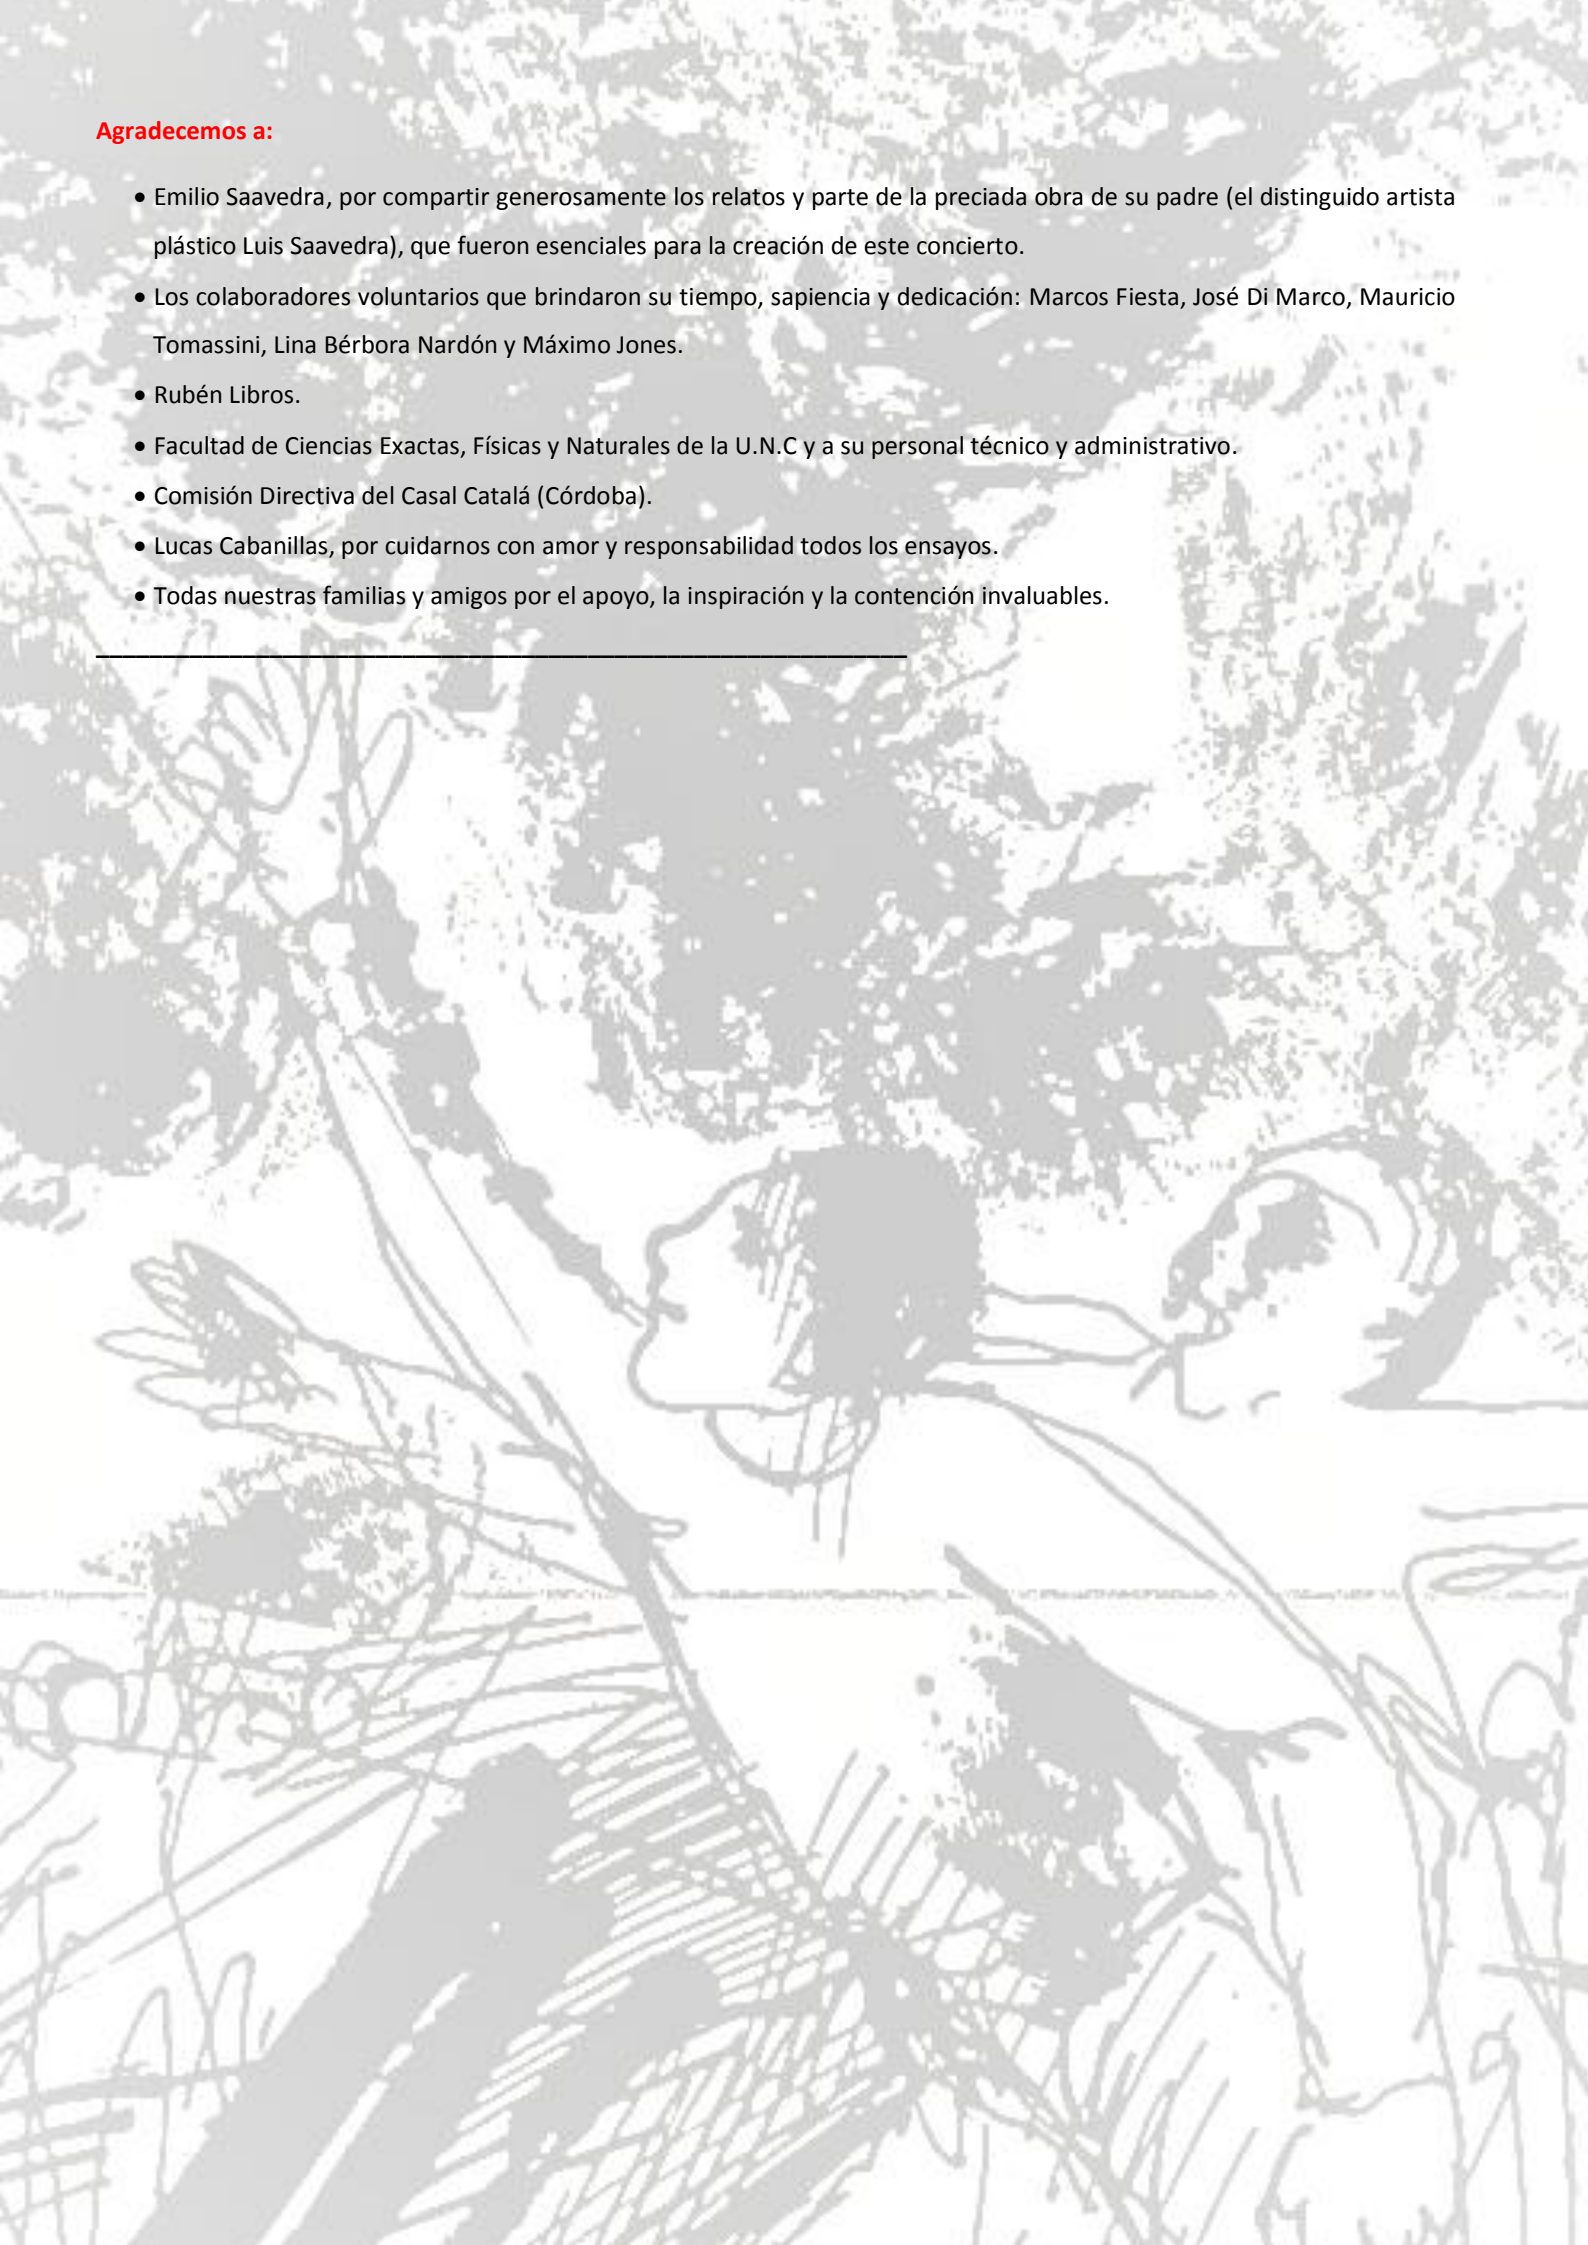 Agradecemos a:
• Emilio Saavedra, por compartir generosamente los relatos y parte de la preciada obra de su padre (el distinguido artista
plástico Luis Saavedra), que fueron esenciales para la creación de este concierto.
• Los colaboradores voluntarios que brindaron su tiempo, sapiencia y dedicación: Marcos Fiesta, José Di Marco, Mauricio
Tomassini, Lina Bérbora Nardón y Máximo Jones.
• Rubén Libros.
• Facultad de Ciencias Exactas, Físicas y Naturales de la U.N.C y a su personal técnico y administrativo.
• Comisión Directiva del Casal Catalá (Córdoba).
• Lucas Cabanillas, por cuidarnos con amor y responsabilidad todos los ensayos.
• Todas nuestras familias y amigos por el apoyo, la inspiración y la contención invaluables.